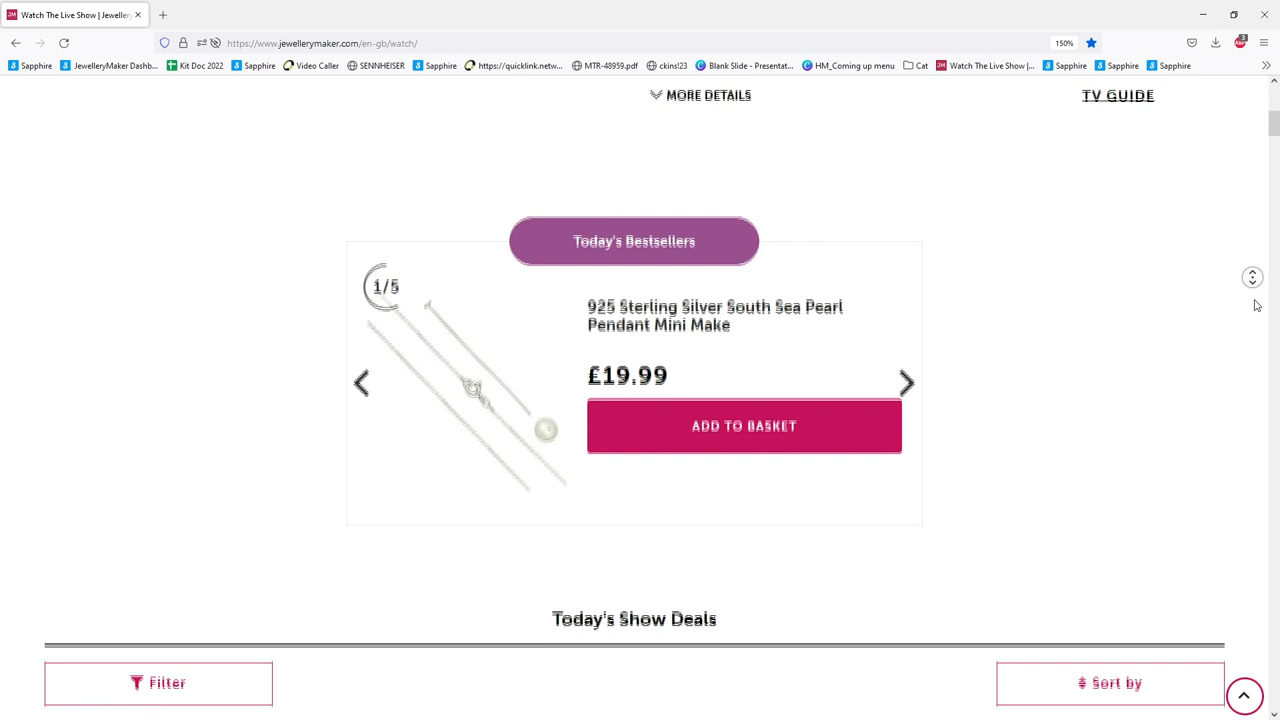 Watch The Live Show | Jeweller
https://www.jewellerymaker.com
gb/watch/
150%
3
Sapphire
JewelleryMaker Dashb...
Kit Doc 2022
Sapphire
Video Caller
SENNHEISER
Sapphire
https://quicklink.netw...
MTR-48959.pdf
ckins!23
Blank Slide - Presentat...
HM_Coming up menu
Cat
Watch The Live Show |...
Sapphire
Sapphire
Sapphire
MORE DETAILS
TV GUIDE
Today's Bestsellers
1/5
925 Sterling Silver South Sea Pearl
Pendant Mini Make
£19.99
ADD TO BASKET
Today's Show Deals
Filter
Sort by